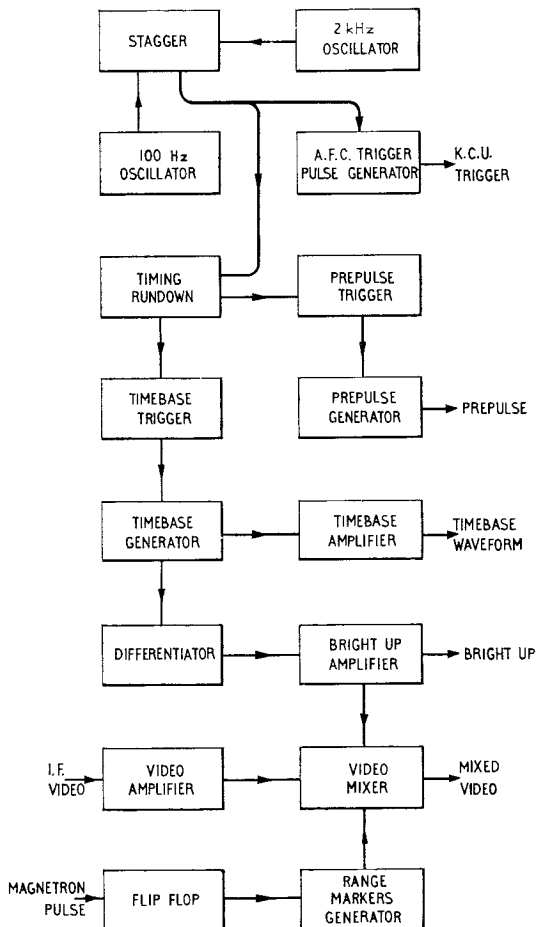 STAGGER
2 kHz
OSCILLATOR
100 Hz
OSCILLATOR
A.F.C. TRIGGER
PULSE GENERATOR
K.C.U.
TRIGGER
TIMING
RUNDOWN
PREPULSE
TRIGGER
TIMEBASE
TRIGGER
PREPULSE
GENERATOR
PREPULSE
TIMEBASE
GENERATOR
TIMEBASE
AMPLIFIER
TIMEBASE
WAVEFORM
DIFFERENTIATOR
BRIGHT UP
AMPLIFIER
BRIGHT UP
I.F.
VIDEO
VIDEO
AMPLIFIER
VIDEO
MIXER
MIXED
VIDEO
MAGNETRON
PULSE
FLIP FLOP
RANGE
MARKERS
GENERATOR